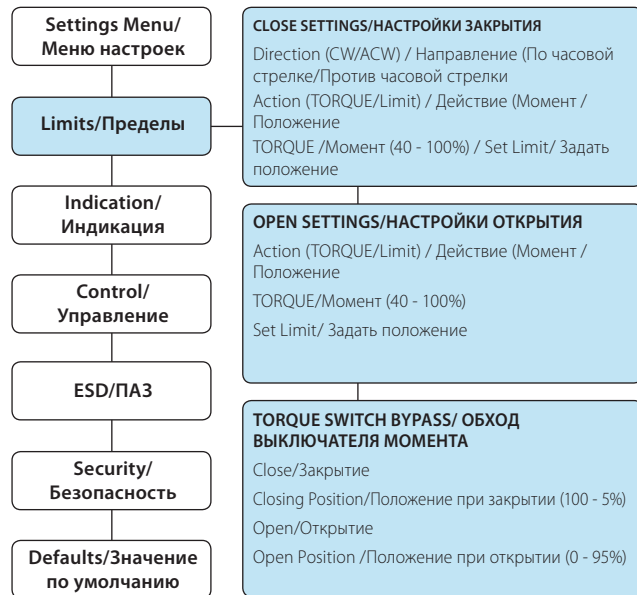 Settings Menu/
Меню настроек
Limits/Пределы
Indication/
Индикация
Control/
Управление
ESD/ПАЗ
Security/
Безопасность
Defaults/Значение
по умолчанию
CLOSE SETTINGS/НАСТРОЙКИ ЗАКРЫТИЯ
Direction (CW/ACW) / Направление (По часовой
стрелке/Против часовой стрелки
Action (TORQUE/Limit) / Действие (Момент /
Положение
TORQUE /Момент (40 - 100%) / Set Limit/ Задать
положение
OPEN SETTINGS/НАСТРОЙКИ ОТКРЫТИЯ
Action (TORQUE/Limit) / Действие (Момент /
Положение
TORQUE/Момент (40 - 100%)
Set Limit/ Задать положение
TORQUE SWITCH BYPASS/ ОБХОД
ВЫКЛЮЧАТЕЛЯ МОМЕНТА
Close/Закрытие
Closing Position/Положение при закрытии (100 - 5%)
Open/Открытие
Open Position /Положение при открытии (0 - 95%)